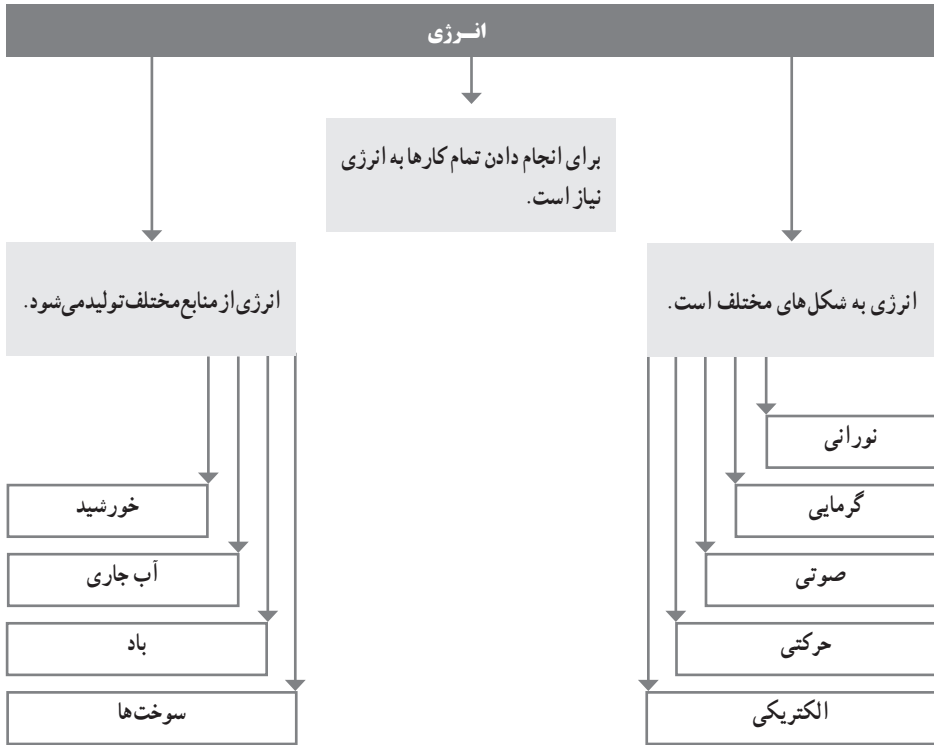 انـرژی
برای انجام دادن تمام کارها به انرژی
نیاز است.
انرژی به شکل‌های مختلف است.
انرژی از منابع مختلف تولید می‌شود.
نورانی
گرمایی
صوتی
حرکتی
الکتریکی
خورشید
آب جاری
باد
سوخت‌ها